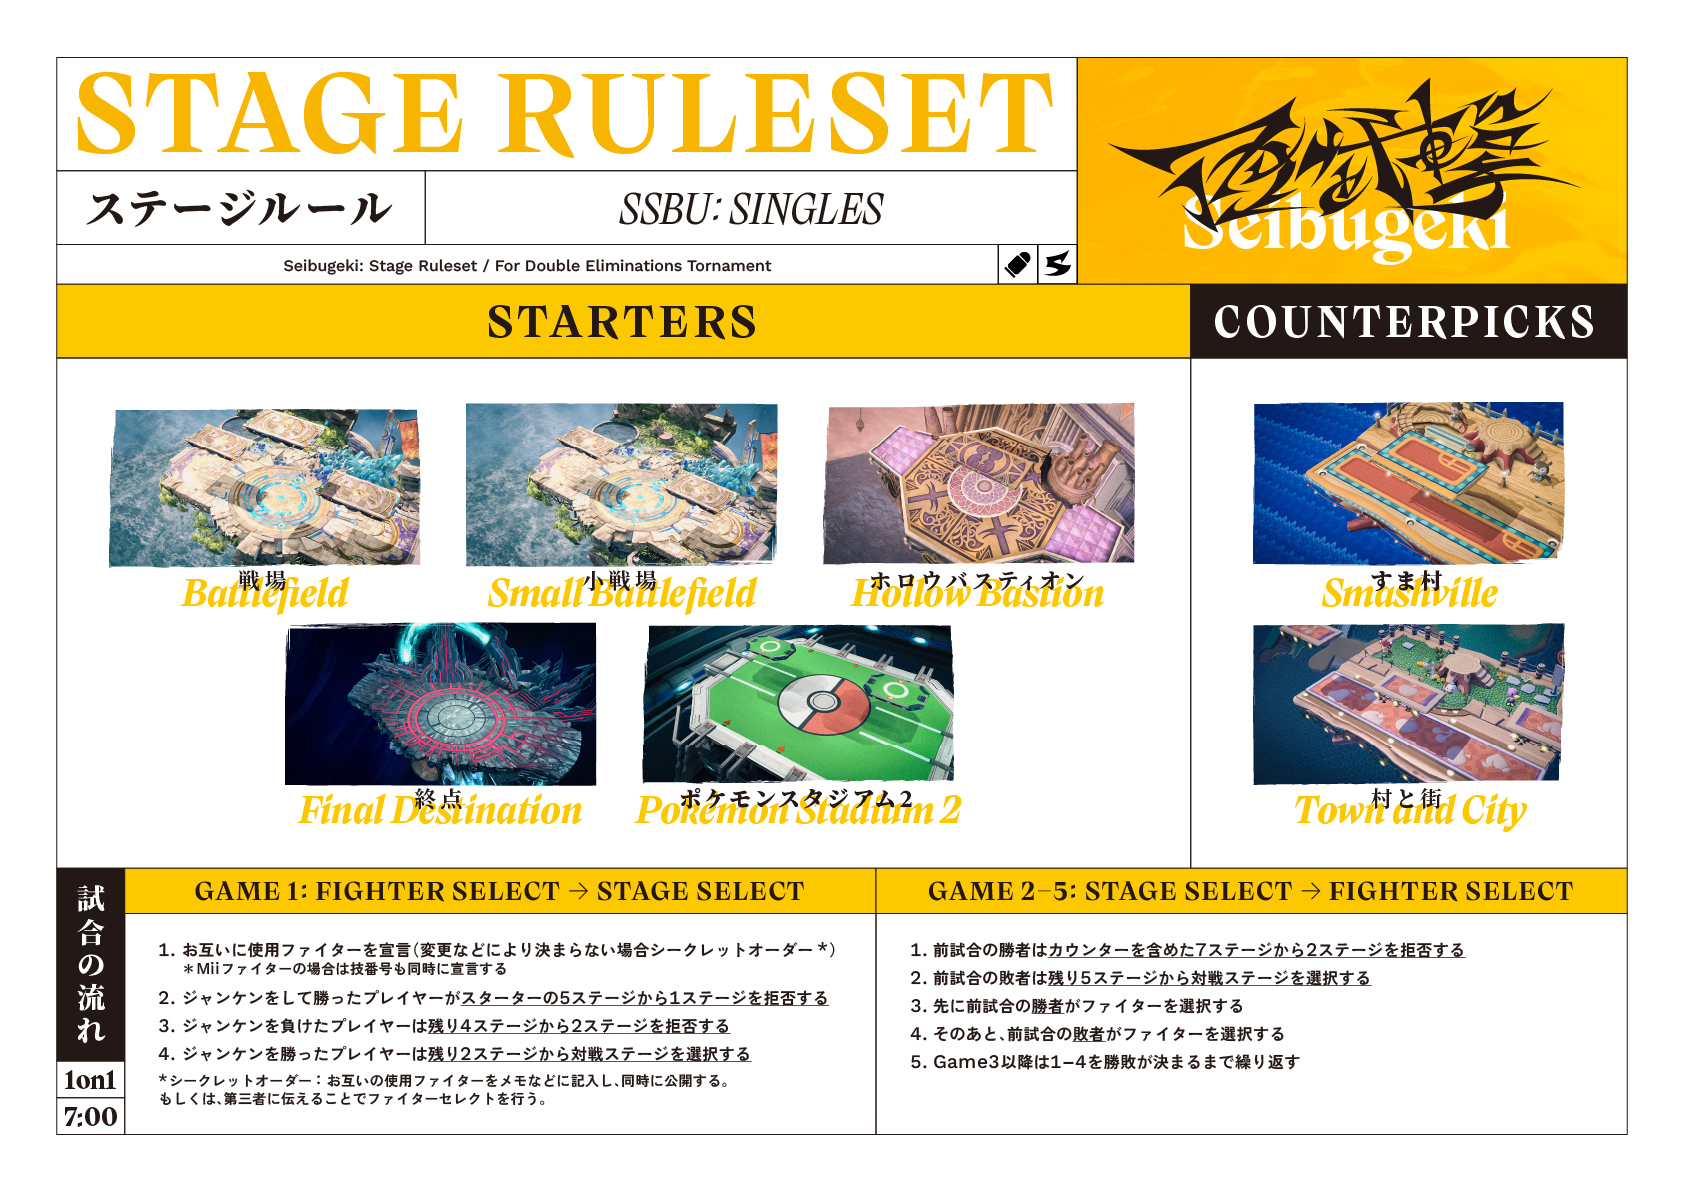 STAGE RULESET
ステージルール
SSBU: SINGLES
Seibugeki: Stage Ruleset / For Double Eliminations Tornament
西武撃
Seibugeki
STARTERS
COUNTERPICKS
戦場
Battlefield
小戦場
Small Battlefield
ホロウバスティオン
Hollow Bastion
すま村
Smashville
終点
Final Destination
ポケモンスタジアム2
Pokémon Stadium 2
村と街
Town and City
試合の流れ
1on1
7:00
GAME 1: FIGHTER SELECT → STAGE SELECT
1. お互いに使用ファイターを宣言(変更などにより決まらない場合シークレットオーダー*)
*Miiファイターの場合は技番号も同時に宣言する
2. ジャンケンをして勝ったプレイヤーがスターターの5ステージから1ステージを拒否する
3. ジャンケンを負けたプレイヤーは残り4ステージから2ステージを拒否する
4. ジャンケンを勝ったプレイヤーは残り2ステージから対戦ステージを選択する
*シークレットオーダー：お互いの使用ファイターをメモなどに記入し、同時に公開する。
もしくは、第三者に伝えることでファイターセレクトを行う。
GAME 2–5: STAGE SELECT → FIGHTER SELECT
1. 前試合の勝者はカウンターを含めた7ステージから2ステージを拒否する
2. 前試合の敗者は残り5ステージから対戦ステージを選択する
3. 先に前試合の勝者がファイターを選択する
4. そのあと、前試合の敗者がファイターを選択する
5. Game3以降は1–4を勝敗が決まるまで繰り返す